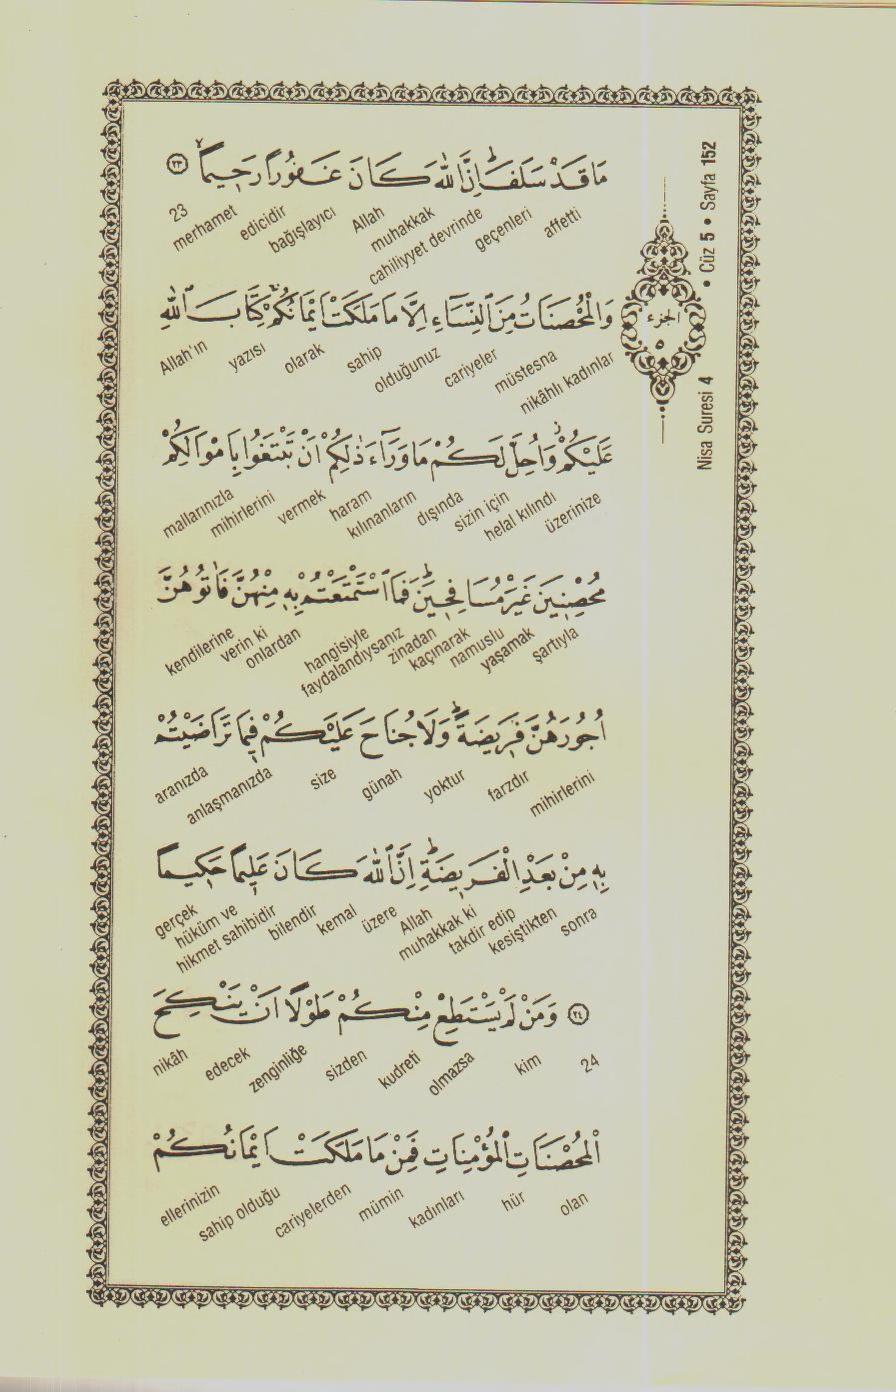 مَا قَدْ سَلَفَۜ اِنَّ اللّٰهَ كَانَ غَفُورًا رَح۪يمًاۙ ﴿٢٣﴾
affetti geçenleri cahiliyyet devrinde muhakkak Allah bağışlayıcı edicidir merhamet 23
وَالْمُحْصَنَاتُ مِنَ النِّسَٓاءِ اِلَّا مَا مَلَكَتْ اَيْمَانُكُمْۚ كِتَابَ اللّٰهِ
nikâhlı kadınlar müstesna cariyeler olduğunuz sahip olarak yazısı Allah'ın
عَلَيْكُمْۚ وَاُحِلَّ لَكُمْ مَا وَرَٓاءَ ذٰلِكُمْ اَنْ تَبْتَغُوا بِاَمْوَالِكُمْ
üzerinize helal kılındı sizin için dışında kılınanların haram vermek mihirlerini mallarınızla
مُحْصِن۪ينَ غَيْرَ مُسَافِح۪ينَۜ فَمَا اسْتَمْتَعْتُمْ بِه۪ مِنْهُنَّ فَاٰتُوهُنَّ
şartıyla yaşamak namuslu kaçınarak zinadan faydalandıysanız hangisiyle onlardan verin ki kendilerine
اُجُورَهُنَّ فَر۪يضَةًۜ وَلَا جُنَاحَ عَلَيْكُمْ ف۪يمَا تَرَاضَيْتُمْ
mihirlerini farzdır yoktur günah size anlaşmanızda aranızda
بِه۪ مِنْ بَعْدِ الْفَر۪يضَةِۜ اِنَّ اللّٰهَ كَانَ عَل۪يمًا حَك۪يمًا
sonra kesiştikten takdir edip muhakkak ki Allah üzere kemal bilendir hikmet sahibidir hüküm ve gerçek
﴿٢٤﴾ وَمَنْ لَمْ يَسْتَطِعْ مِنْكُمْ طَوْلًا اَنْ يَنْكِحَ
24 kim olmazsa kudreti sizden zenginliğe edecek nikâh
الْمُحْصَنَاتِ الْمُؤْمِنَاتِ فَمِنْ مَا مَلَكَتْ اَيْمَانُكُمْ
olan hür kadınları mümin cariyelerden sahip olduğu ellerinizin
الجزء
٥
Nisa Suresi 4 • Cüz 5 • Sayfa 152